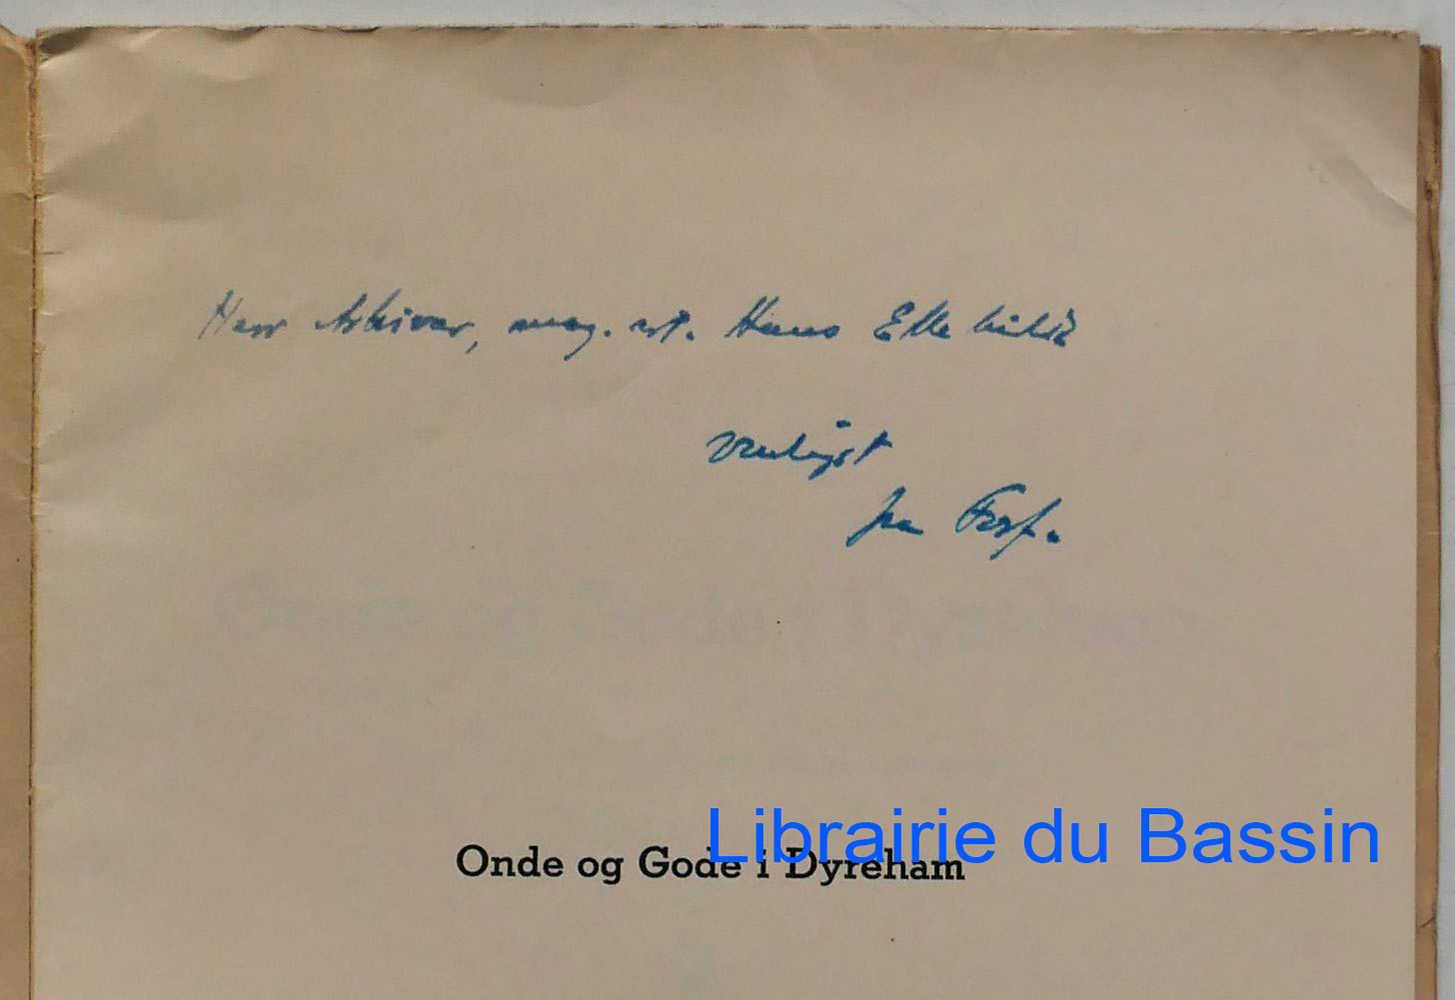 Herr Arkivar, mag. art. Hans Ellekilde
Venligst
fra Forf.
Librairie du Bassin
Onde og Gode i Dyreham